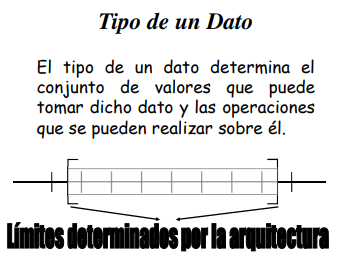 Tipo de un Dato
El tipo de un dato determina el
conjunto de valores que puede
tomar dicho dato y las operaciones
que se pueden realizar sobre él.
Límites determinados por la arquitectura